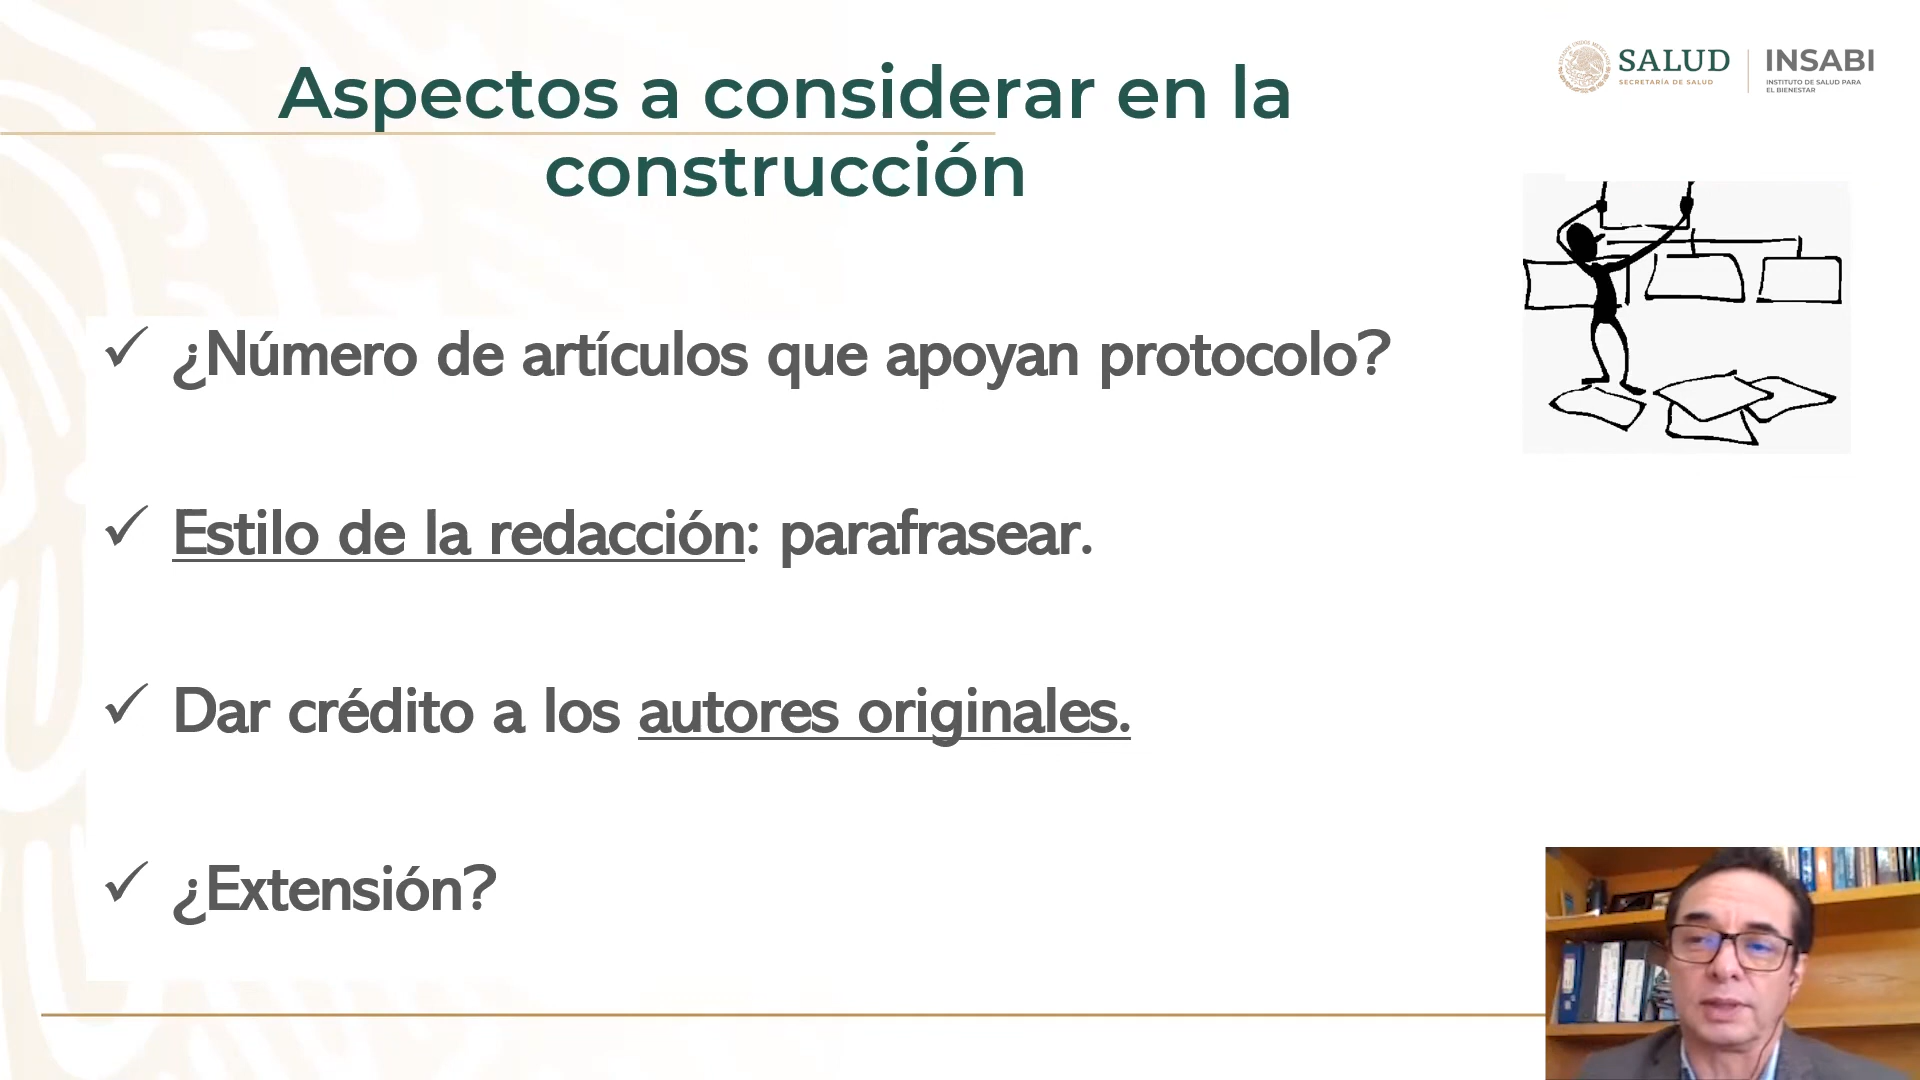 SALUD
SECRETARÍA DE SALUD
INSABI
INSTITUTO DE SALUD PARA
EL BIENESTAR
Aspectos a considerar en la
construcción
✓ ¿Número de artículos que apoyan protocolo?
✓ Estilo de la redacción: parafrasear.
✓ Dar crédito a los autores originales.
✓ ¿Extensión?